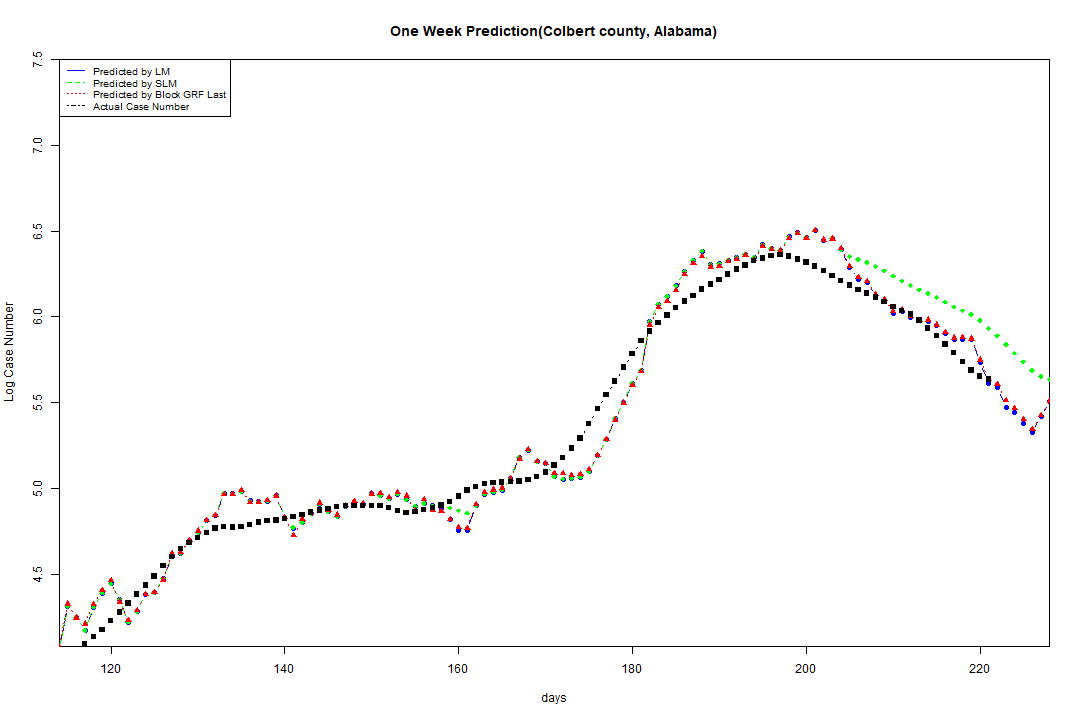 One Week Prediction(Colbert county, Alabama)
Predicted by LM
Predicted by SLM
Predicted by Block GRF Last
Actual Case Number
7.5
7.0
6.5
6.0
5.5
5.0
4.5
Log Case Number
120 140 160 180 200 220
days